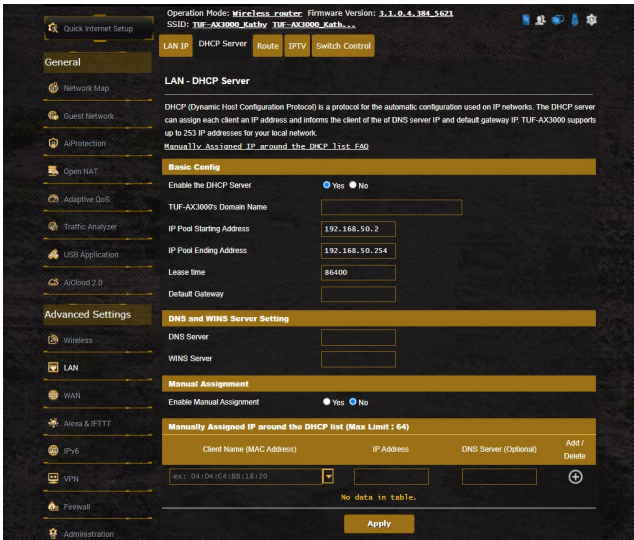 Operation Mode: Wireless router Firmware Version: 3.1.0.4.384_5621
SSID: TUF-AX3000_Kathy TUF-AX3000_Kath...
Quick Internet Setup
General
Network Map
Guest Network
AiProtection
Open NAT
Adaptive QoS
Traffic Analyzer
USB Application
AiCloud 2.0
Advanced Settings
Wireless
LAN
WAN
Alexa & IFTTT
IPv6
VPN
Firewall
Administration
LAN IP DHCP Server Route IPTV Switch Control
LAN - DHCP Server
DHCP (Dynamic Host Configuration Protocol) is a protocol for the automatic configuration used on IP networks. The DHCP server
can assign each client an IP address and informs the client of the of DNS server IP and default gateway IP. TUF-AX3000 supports
up to 253 IP addresses for your local network.
Manually Assigned IP around the DHCP list FAQ
Basic Config
Enable the DHCP Server Yes No
TUF-AX3000's Domain Name
IP Pool Starting Address 192.168.50.2
IP Pool Ending Address 192.168.50.254
Lease time 86400
Default Gateway
DNS and WINS Server Setting
DNS Server
WINS Server
Manual Assignment
Enable Manual Assignment Yes No
Manually Assigned IP around the DHCP list (Max Limit : 64)
Client Name (MAC Address) IP Address DNS Server (Optional) Add /
Delete
ex: 04:D4:C4:B8:18:20
No data in table.
Apply